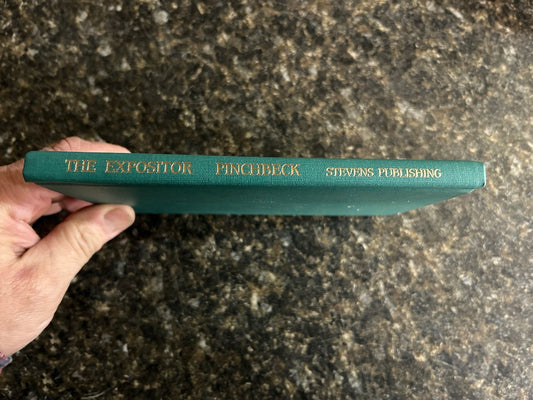 THE EXPOSITOR PINCHBECK STEVENS PUBLISHING